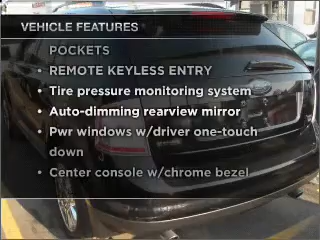 VEHICLE FEATURES
POCKETS
• REMOTE KEYLESS ENTRY
• Tire pressure monitoring system
• Auto-dimming rearview mirror
• Pwr windows w/driver one-touch
down
• Center console w/chrome bezel